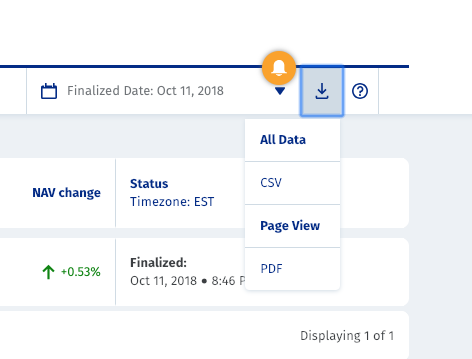 Finalized Date: Oct 11, 2018
All Data
CSV
Page View
PDF
NAV change
Status
Timezone: EST
+0.53%
Finalized:
Oct 11, 2018 • 8:46 P
Displaying 1 of 1